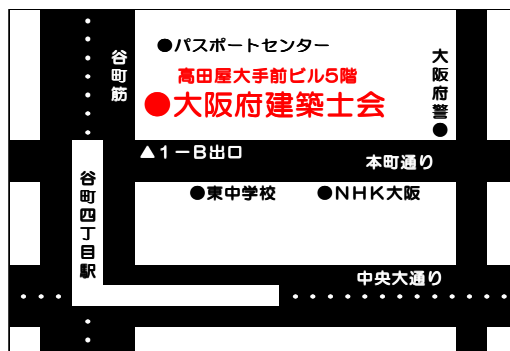 ●パスポートセンター
高田屋大手前ビル5階
●大阪府建築士会
谷町筋
大阪府警●
▲1－B出口
本町通り
谷町四丁目駅
●東中学校
●NHK大阪
中央大通り